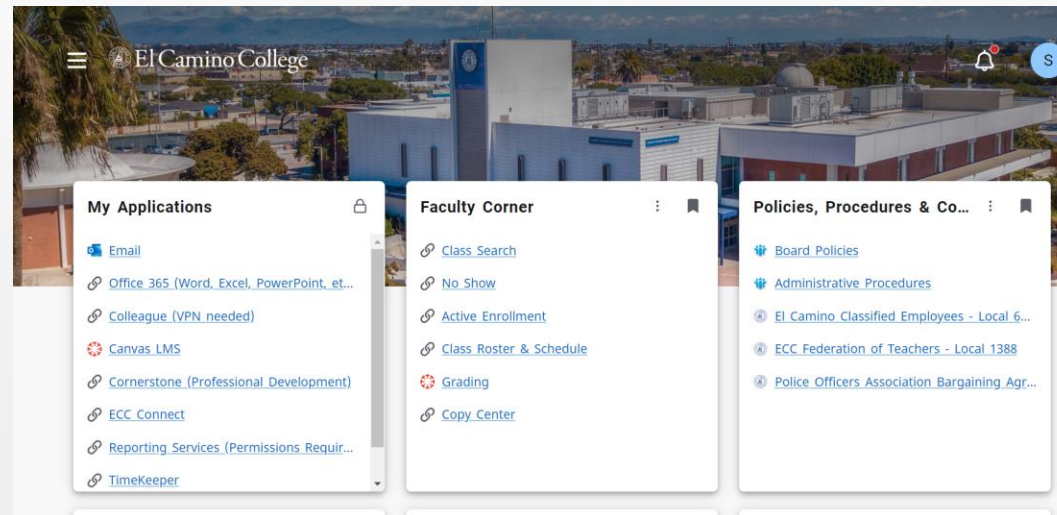 El Camino College
S
My Applications
Email
Office 365 (Word, Excel, PowerPoint, et...
Colleague (VPN needed)
Canvas LMS
Cornerstone (Professional Development)
ECC Connect
Reporting Services (Permissions Requir...
TimeKeeper
Faculty Corner
Class Search
No Show
Active Enrollment
Class Roster & Schedule
Grading
Copy Center
Policies, Procedures & Co...
Board Policies
Administrative Procedures
El Camino Classified Employees - Local 6...
ECC Federation of Teachers - Local 1388
Police Officers Association Bargaining Agr...